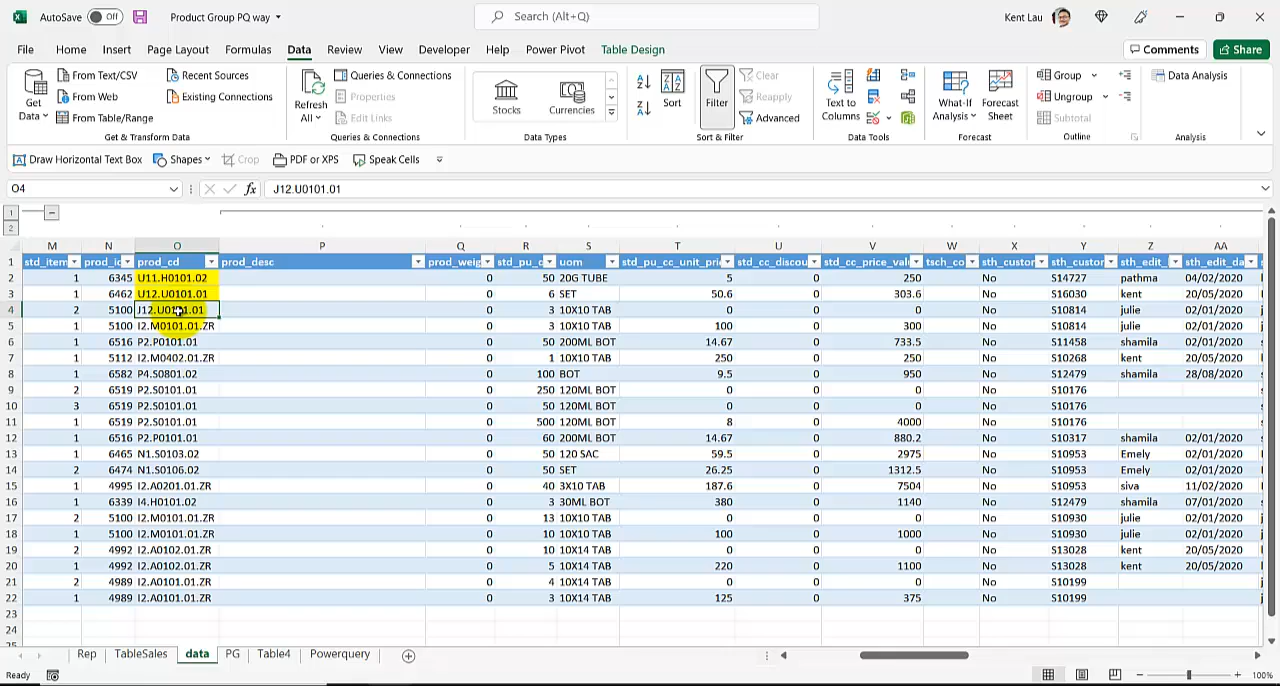 AutoSave Off Product Group PQ way Search (Alt+Q) Kent Lau
File Home Insert Page Layout Formulas Data Review View Developer Help Power Pivot Table Design Comments Share
Get Data From Text/CSV Recent Sources Refresh All Queries & Connections Stocks Currencies Sort Filter Clear Text to Columns What-If Analysis Forecast Sheet Group Data Analysis
From Web Existing Connections Properties Reapply Ungroup
From Table/Range Edit Links Advanced Subtotal
Get & Transform Data Queries & Connections Data Types Sort & Filter Data Tools Forecast Outline Analysis
Draw Horizontal Text Box Shapes Crop PDF or XPS Speak Cells
O4 fx J12.U0101.01
1
2
M N O P Q R S T U V W X Y Z AA
1 std_item prod_ic prod_cd prod_desc prod_weig std_pu_ uom std_pu_cc_unit_pri std_cc_discou std_cc_price_val tsch_co sth_custor sth_custor sth_edit_ sth_edit_da
2 1 6345 U11.H0101.02 0 50 20G TUBE 5 0 250 No S14727 pathma 04/02/2020
3 1 6462 U12.U0101.01 0 6 SET 50.6 0 303.6 No S16030 kent 20/05/2020
4 2 5100 J12.U0101.01 0 3 10X10 TAB 0 0 0 No S10814 julie 02/01/2020
5 1 5100 I2.M0101.01.ZR 0 3 10X10 TAB 100 0 300 No S10814 julie 02/01/2020
6 1 6516 P2.P0101.01 0 50 200ML BOT 14.67 0 733.5 No S11458 shamila 02/01/2020
7 1 5112 I2.M0402.01.ZR 0 1 10X10 TAB 250 0 250 No S10268 kent 20/05/2020
8 1 6582 P4.S0801.02 0 100 BOT 9.5 0 950 No S12479 shamila 28/08/2020
9 2 6519 P2.S0101.01 0 250 120ML BOT 0 0 0 No S10176
10 3 6519 P2.S0101.01 0 50 120ML BOT 0 0 0 No S10176
11 1 6519 P2.S0101.01 0 500 120ML BOT 8 0 4000 No S10176
12 1 6516 P2.P0101.01 0 60 200ML BOT 14.67 0 880.2 No S10317 shamila 02/01/2020
13 1 6465 N1.S0103.02 0 50 120 SAC 59.5 0 2975 No S10953 Emely 02/01/2020
14 2 6474 N1.S0106.02 0 50 SET 26.25 0 1312.5 No S10953 Emely 02/01/2020
15 1 4995 I2.A0201.01.ZR 0 40 3X10 TAB 187.6 0 7504 No S10953 siva 11/02/2020
16 1 6339 I4.H0101.02 0 3 30ML BOT 380 0 1140 No S12479 shamila 07/01/2020
17 2 5100 I2.M0101.01.ZR 0 13 10X10 TAB 0 0 0 No S10930 julie 02/01/2020
18 1 5100 I2.M0101.01.ZR 0 10 10X10 TAB 100 0 1000 No S10930 julie 02/01/2020
19 2 4992 I2.A0102.01.ZR 0 10 10X14 TAB 0 0 0 No S13028 kent 20/05/2020
20 1 4992 I2.A0102.01.ZR 0 5 10X14 TAB 220 0 1100 No S13028 kent 20/05/2020
21 2 4989 I2.A0101.01.ZR 0 4 10X14 TAB 0 0 0 No S10199
22 1 4989 I2.A0101.01.ZR 0 3 10X14 TAB 125 0 375 No S10199
23
24
25
Rep TableSales data PG Table4 Powerquery
Ready 100%